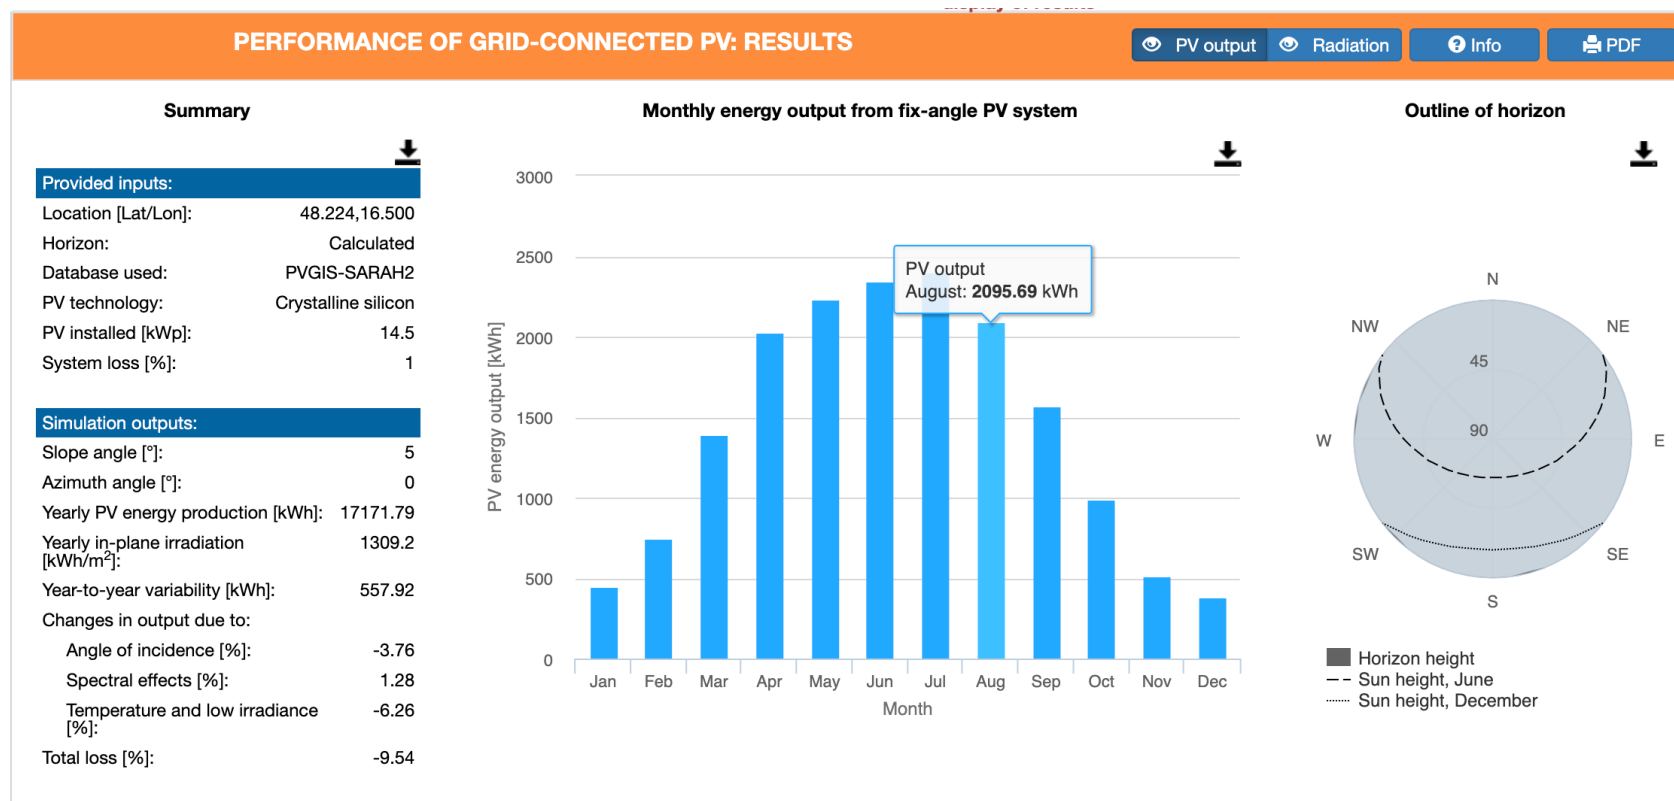 display of results
PERFORMANCE OF GRID-CONNECTED PV: RESULTS
PV output
Radiation
Info
PDF
Summary
Provided inputs:
Location [Lat/Lon]: 48.224,16.500
Horizon: Calculated
Database used: PVGIS-SARAH2
PV technology: Crystalline silicon
PV installed [kWp]: 14.5
System loss [%]: 1
Simulation outputs:
Slope angle [°]: 5
Azimuth angle [°]: 0
Yearly PV energy production [kWh]: 17171.79
Yearly in-plane irradiation 1309.2
[kWh/m²]:
Year-to-year variability [kWh]: 557.92
Changes in output due to:
Angle of incidence [%]: -3.76
Spectral effects [%]: 1.28
Temperature and low irradiance -6.26
[%]:
Total loss [%]: -9.54
Monthly energy output from fix-angle PV system
3000
2500
2000
1500
1000
500
0
PV energy output [kWh]
PV output
August: 2095.69 kWh
Jan Feb Mar Apr May Jun Jul Aug Sep Oct Nov Dec
Month
Outline of horizon
N
NW NE
45
90
W E
SW SE
S
Horizon height
Sun height, June
Sun height, December